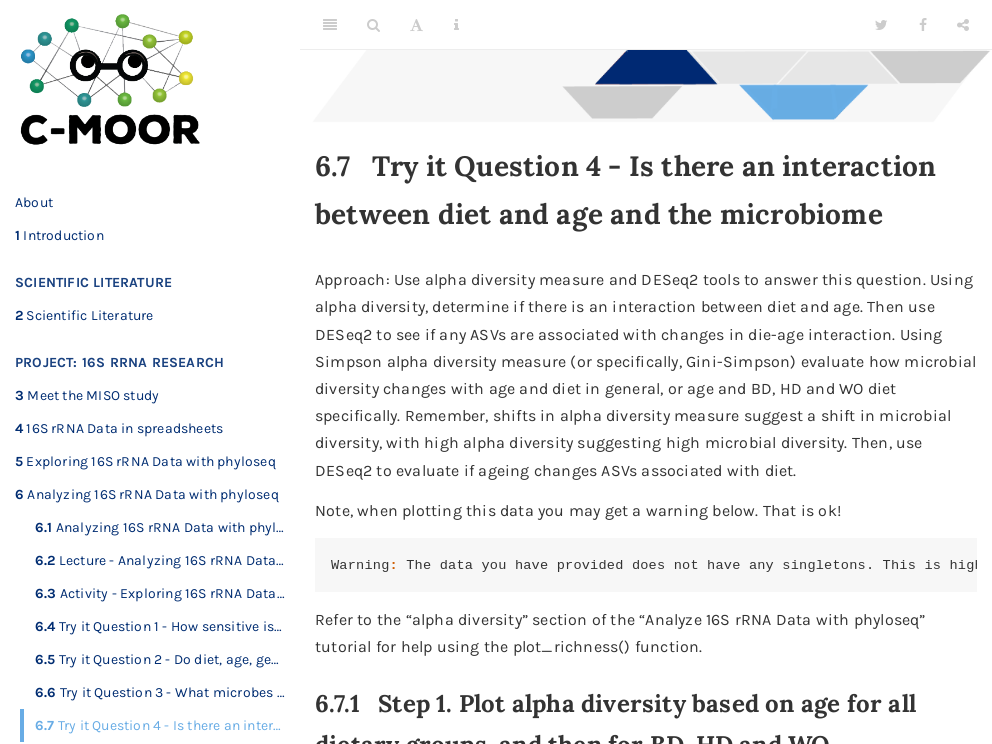 C-MOOR
About
1 Introduction
SCIENTIFIC LITERATURE
2 Scientific Literature
PROJECT: 16S RRNA RESEARCH
3 Meet the MISO study
4 16S rRNA Data in spreadsheets
5 Exploring 16S rRNA Data with phyloseq
6 Analyzing 16S rRNA Data with phyloseq
6.1 Analyzing 16S rRNA Data with phyl…
6.2 Lecture - Analyzing 16S rRNA Data…
6.3 Activity - Exploring 16S rRNA Data…
6.4 Try it Question 1 - How sensitive is…
6.5 Try it Question 2 - Do diet, age, ge…
6.6 Try it Question 3 - What microbes …
6.7 Try it Question 4 - Is there an inter…
6.7 Try it Question 4 - Is there an interaction
between diet and age and the microbiome
Approach: Use alpha diversity measure and DESeq2 tools to answer this question. Using
alpha diversity, determine if there is an interaction between diet and age. Then use
DESeq2 to see if any ASVs are associated with changes in die-age interaction. Using
Simpson alpha diversity measure (or specifically, Gini-Simpson) evaluate how microbial
diversity changes with age and diet in general, or age and BD, HD and WO diet
specifically. Remember, shifts in alpha diversity measure suggest a shift in microbial
diversity, with high alpha diversity suggesting high microbial diversity. Then, use
DESeq2 to evaluate if ageing changes ASVs associated with diet.
Note, when plotting this data you may get a warning below. That is ok!
Warning: The data you have provided does not have any singletons. This is high
Refer to the “alpha diversity” section of the “Analyze 16S rRNA Data with phyloseq”
tutorial for help using the plot_richness() function.
6.7.1 Step 1. Plot alpha diversity based on age for all
dietary groups, and then for BD, HD and WO